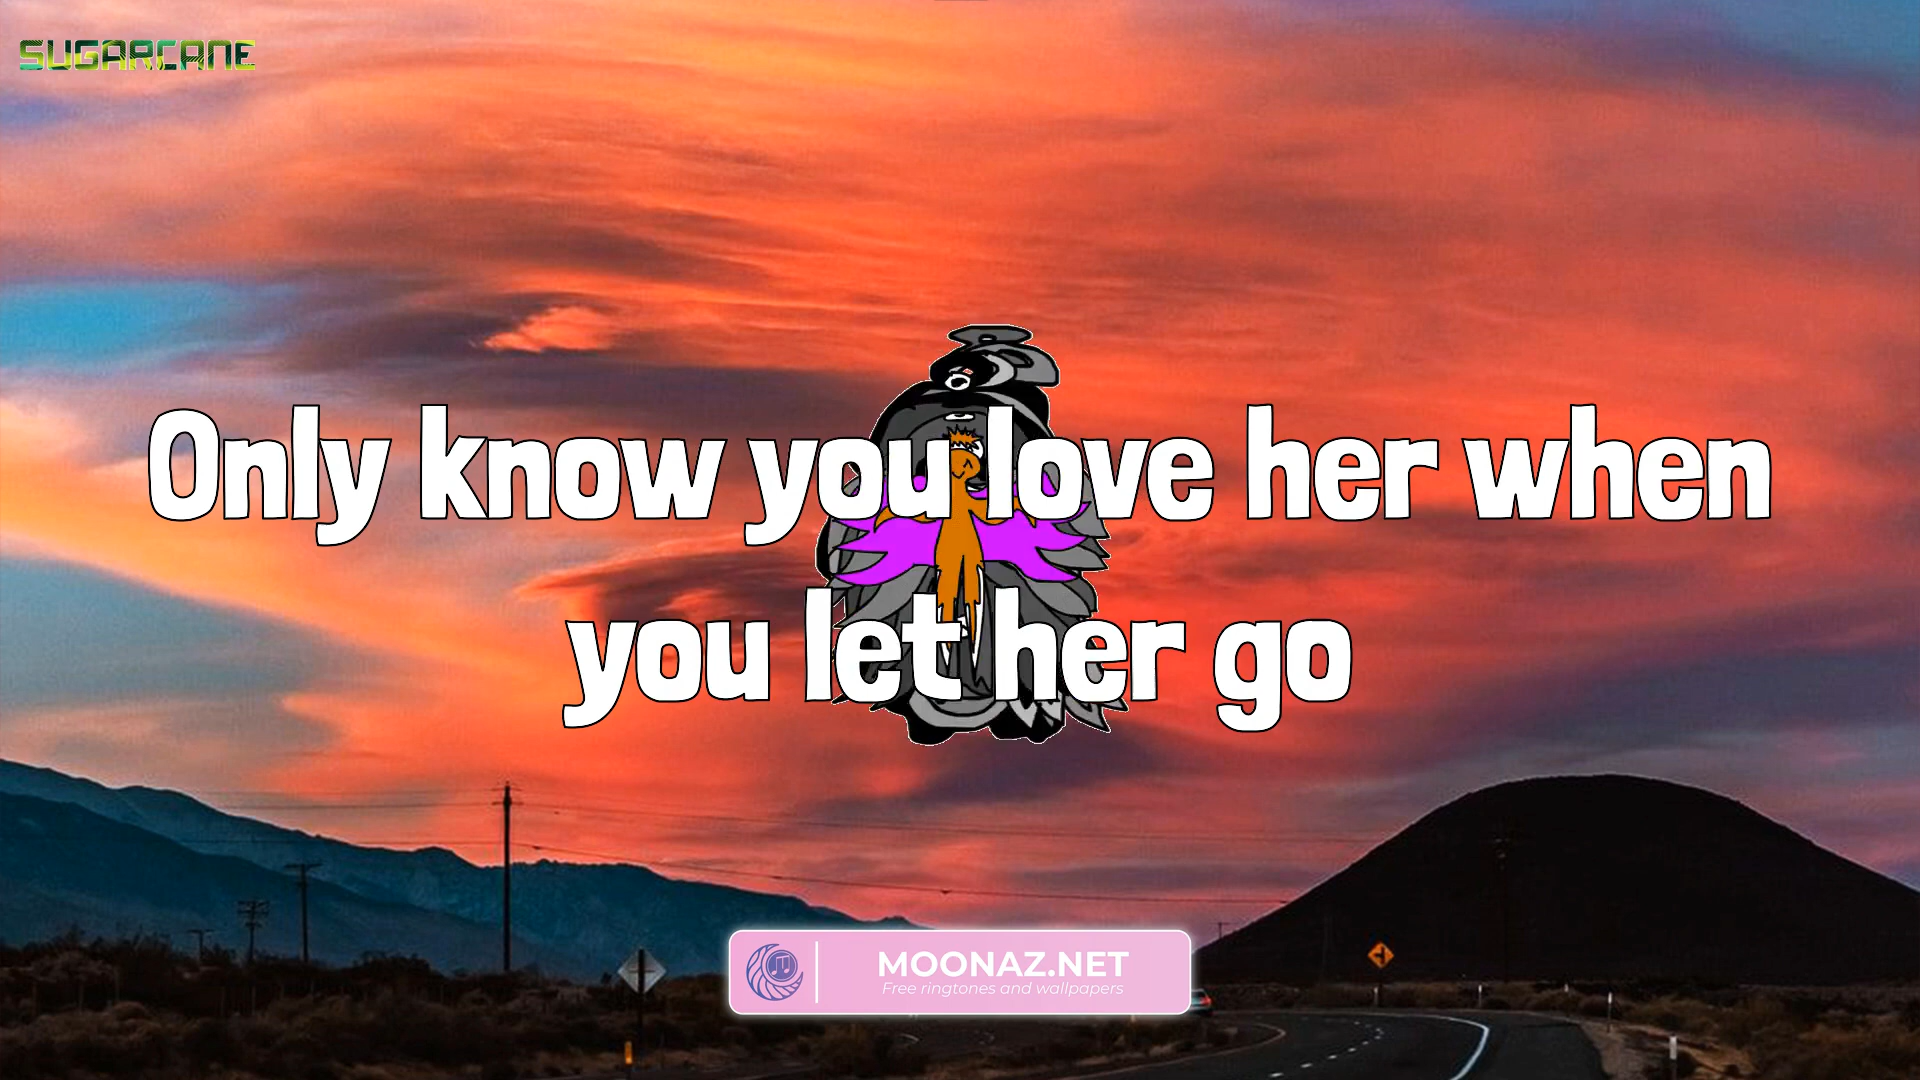 SUGARCANE
Only know you love her when
you let her go
MOONAZ.NET
Free ringtones and wallpapers